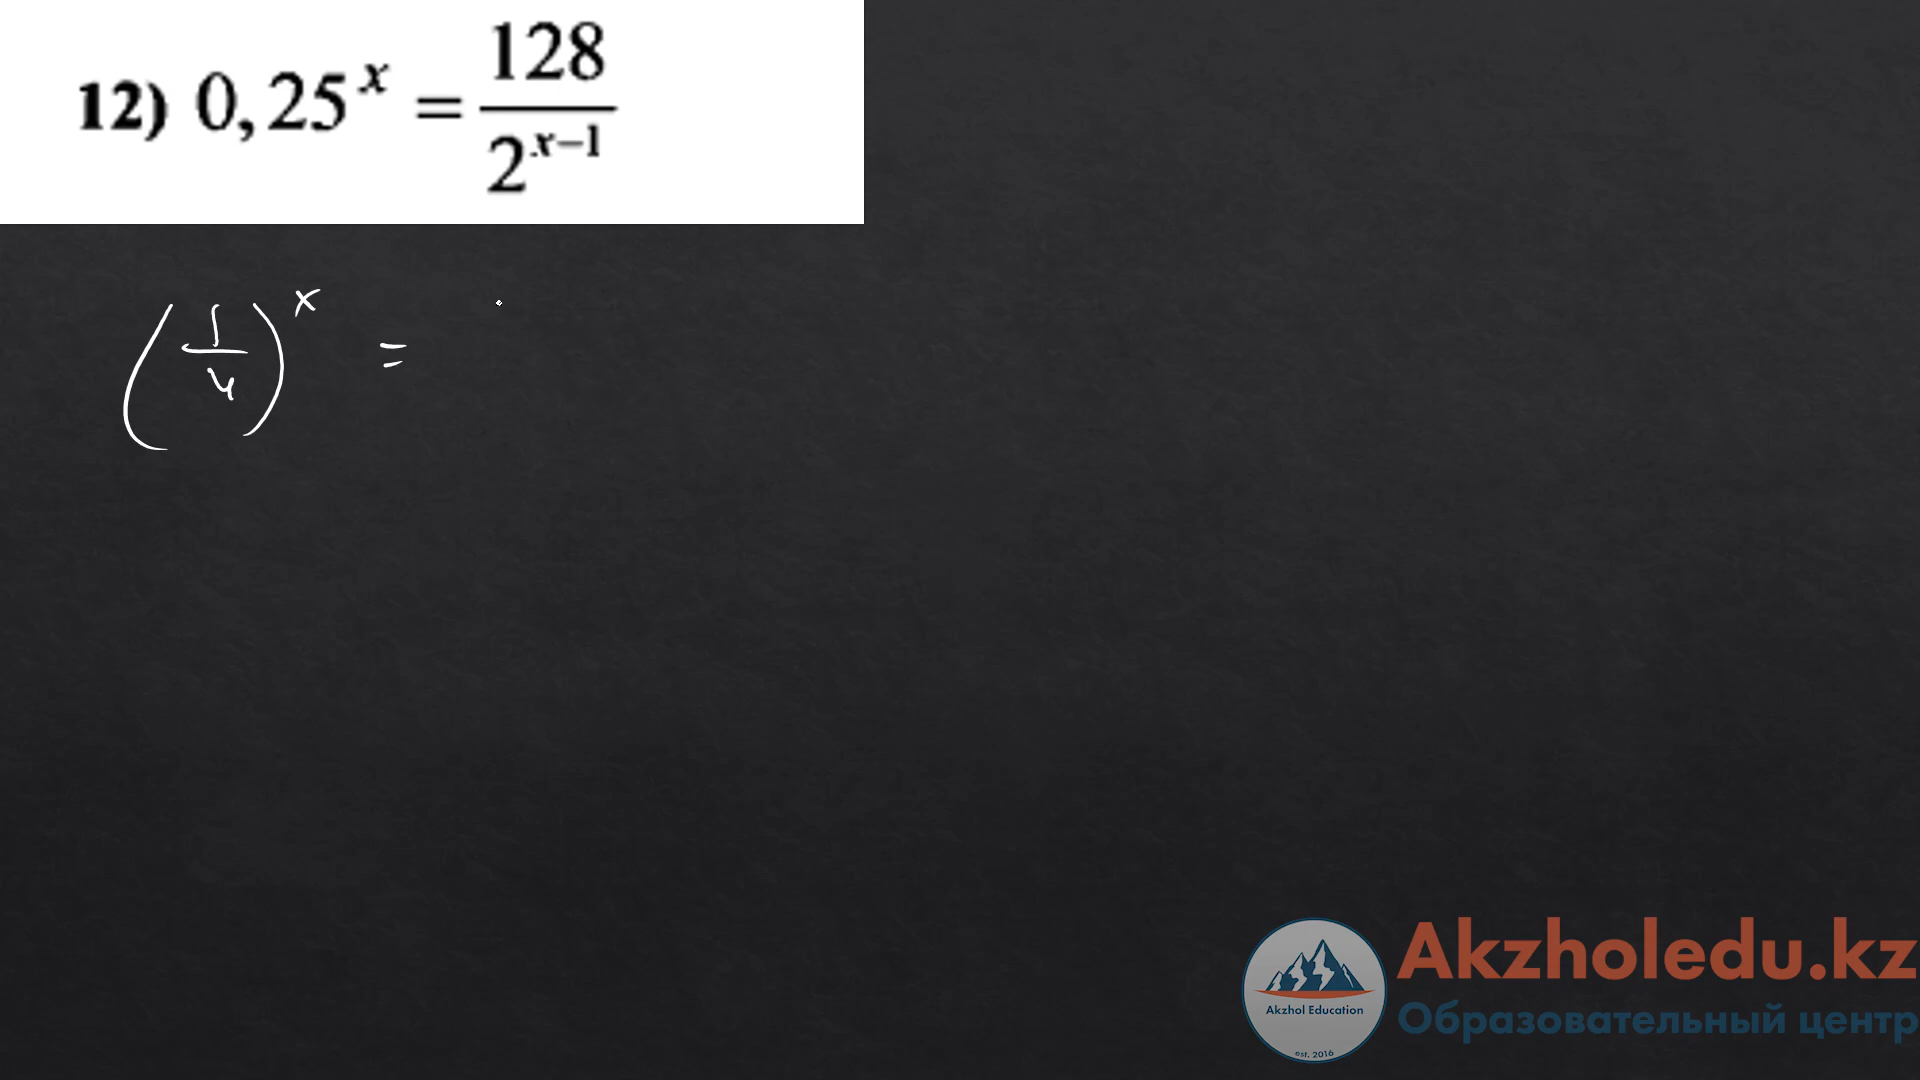 12) 0,25^x = 128 / 2^{x-1}
(1/4)^x =
Akzholedu.kz
Образовательный центр
Akzhol Education
est. 2016